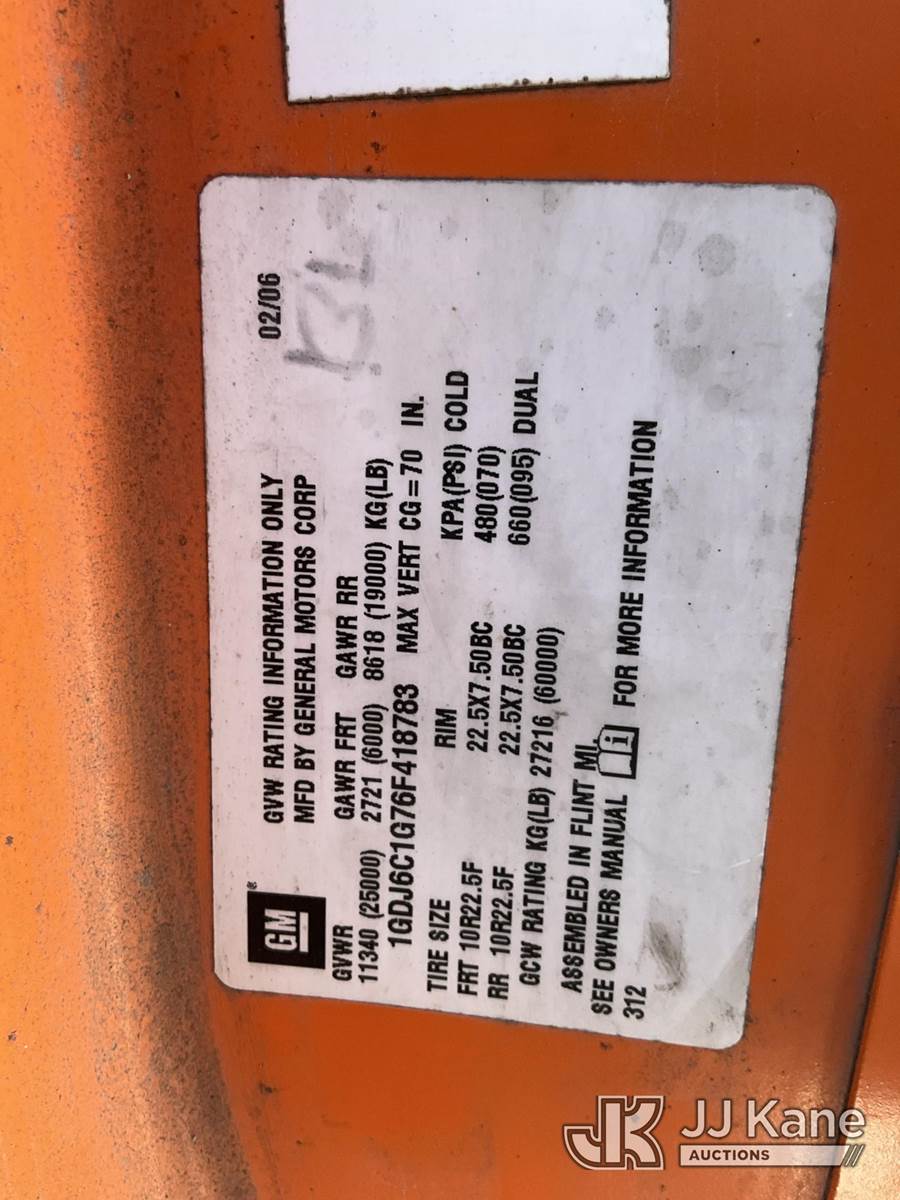 GM®
GVW RATING INFORMATION ONLY 02/06
MFD BY GENERAL MOTORS CORP
GVWR GAWR FRT GAWR RR
11340 (25000) 2721 (6000) 8618 (19000) KG(LB)
1GDJ6C1G76F418783 MAX VERT CG=70 IN.
TIRE SIZE RIM KPA(PSI) COLD
FRT 10R22.5F 22.5X7.50BC 480(070)
RR 10R22.5F 22.5X7.50BC 660(095) DUAL
GCW RATING KG(LB) 27216 (60000)
ASSEMBLED IN FLINT MI.
SEE OWNERS MANUAL i FOR MORE INFORMATION
312
JK JJ Kane
AUCTIONS